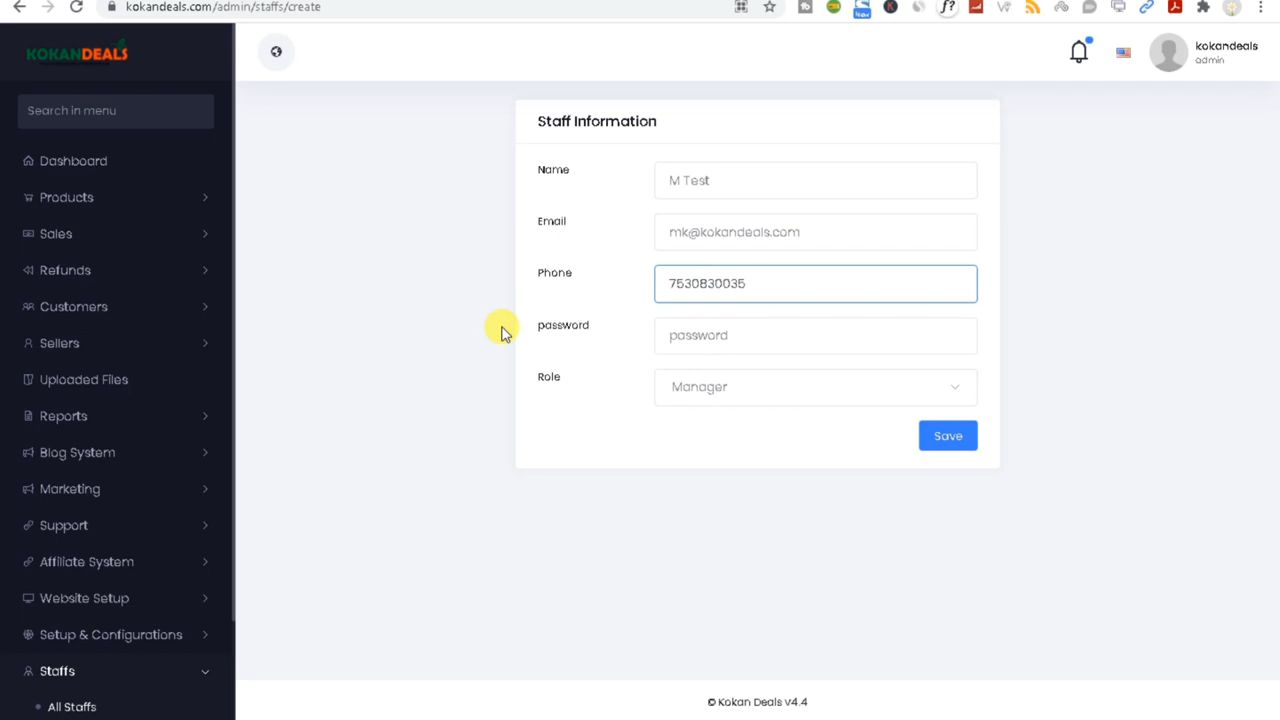 kokandeals.com/admin/staffs/create
KOKANDEALS
kokandeals
admin
Search in menu
Staff Information
Dashboard
Name
M Test
Products
Email
mk@kokandeals.com
Sales
Refunds
Phone
7530830035
Customers
password
password
Sellers
Role
Manager
Uploaded Files
Reports
Save
Blog System
Marketing
Support
Affiliate System
Website Setup
Setup & Configurations
Staffs
All Staffs
© Kokan Deals v4.4